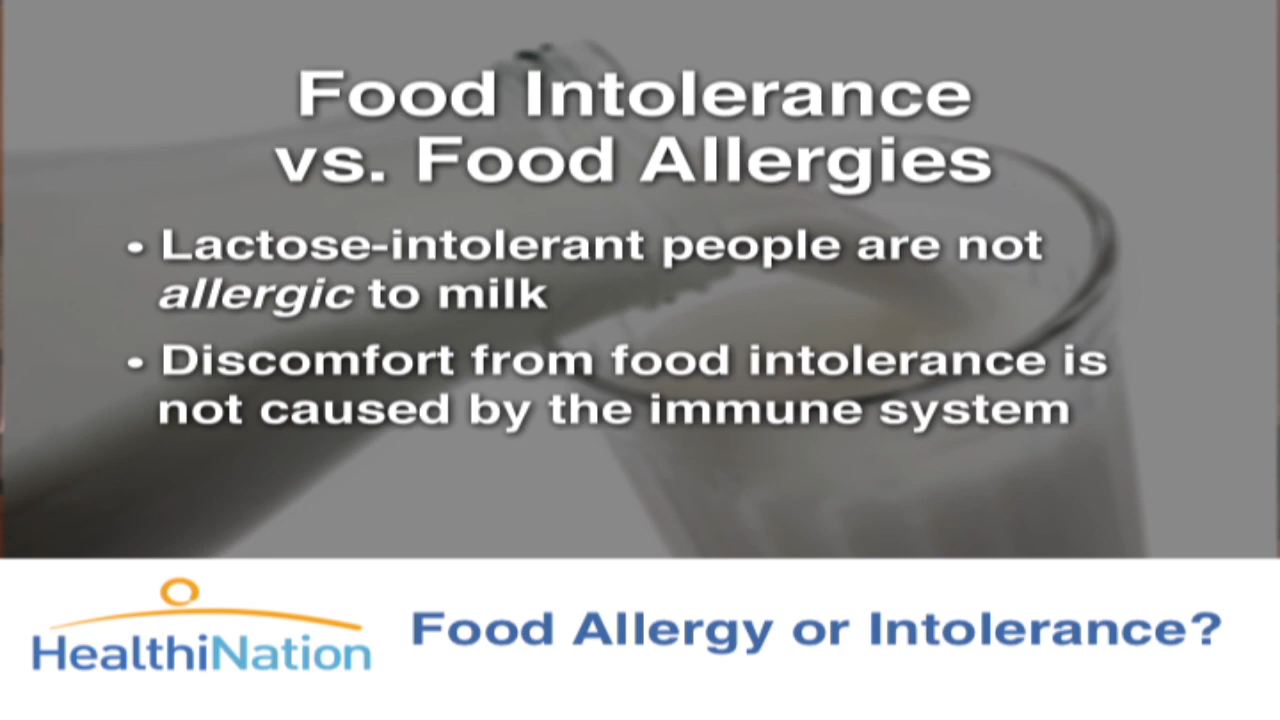 Food Intolerance
vs. Food Allergies
• Lactose-intolerant people are not
allergic to milk
• Discomfort from food intolerance is
not caused by the immune system
HealthiNation
Food Allergy or Intolerance?